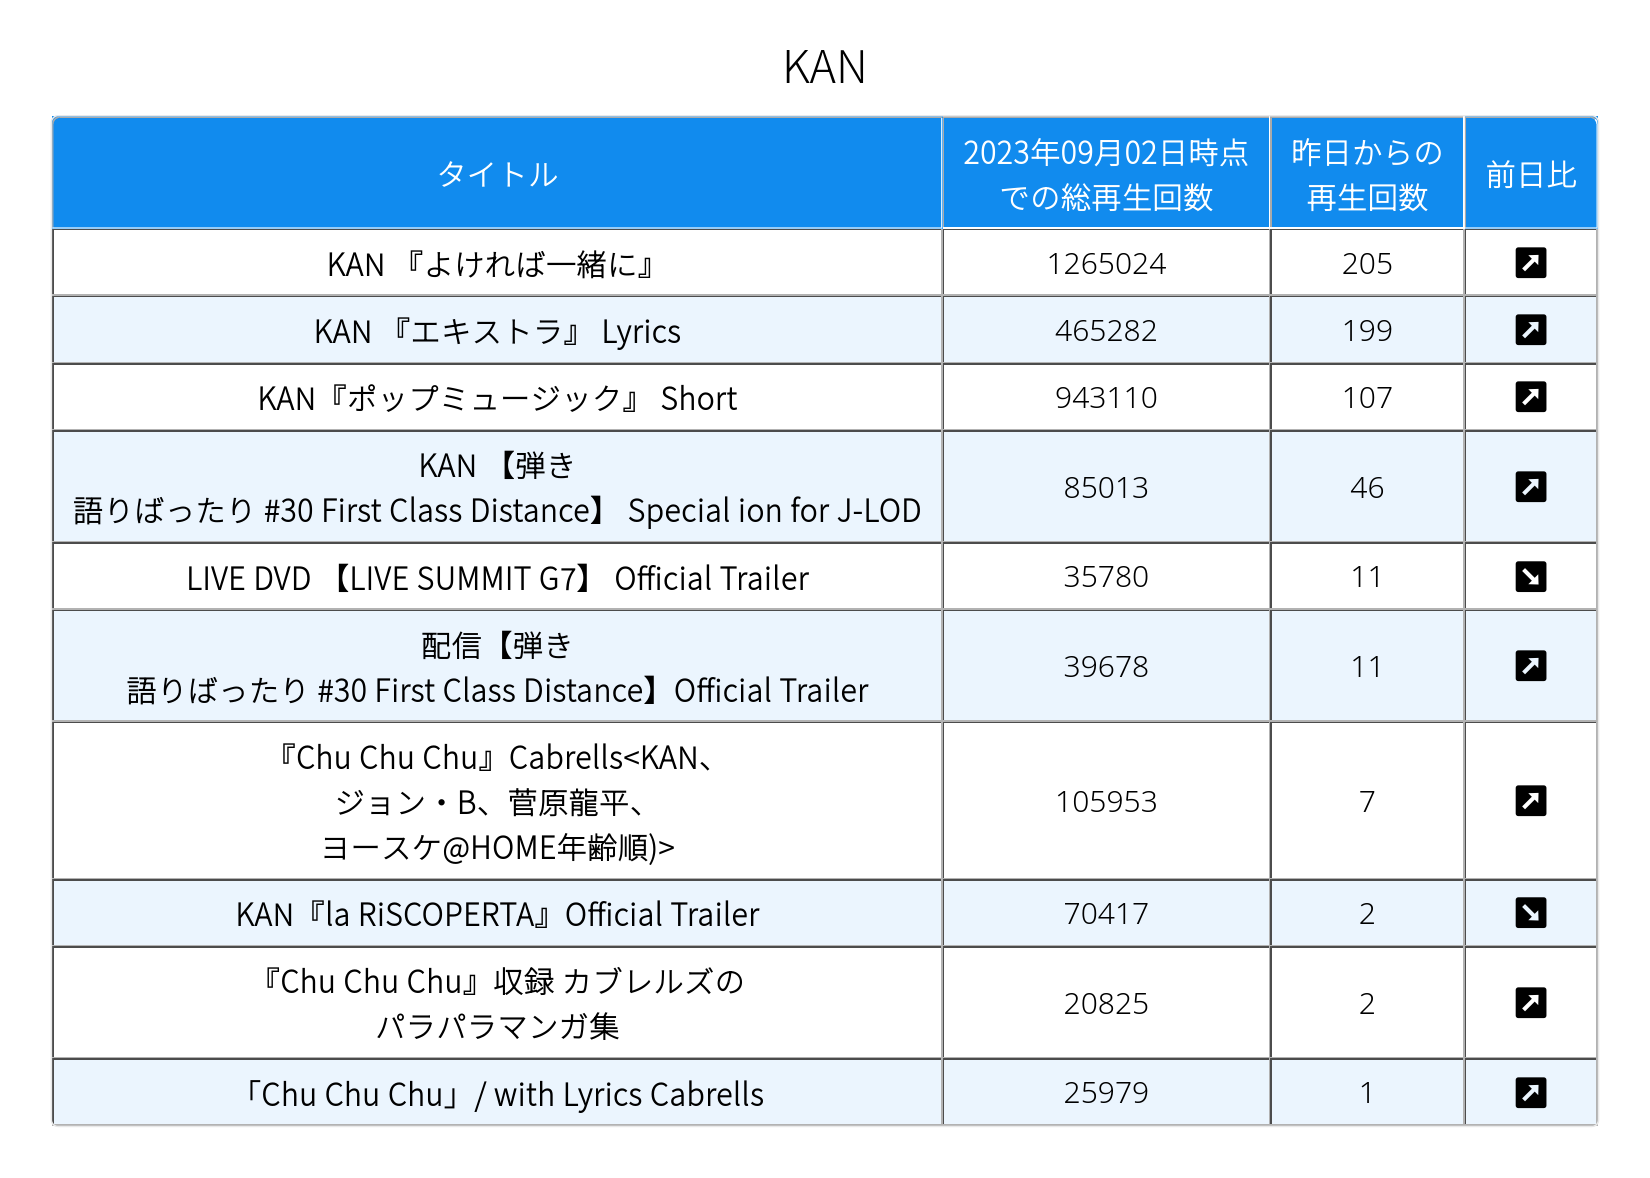 KAN
タイトル
2023年09月02日時点
での総再生回数
昨日からの
再生回数
前日比
KAN 『よければ一緒に』
1265024
205
KAN 『エキストラ』 Lyrics
465282
199
KAN『ポップミュージック』 Short
943110
107
KAN 【弾き
語りばったり #30 First Class Distance】 Special ion for J-LOD
85013
46
LIVE DVD 【LIVE SUMMIT G7】 Official Trailer
35780
11
配信【弾き
語りばったり #30 First Class Distance】Official Trailer
39678
11
『Chu Chu Chu』Cabrells<KAN、
ジョン・B、菅原龍平、
ヨースケ@HOME年齢順)>
105953
7
KAN『la RiSCOPERTA』Official Trailer
70417
2
『Chu Chu Chu』収録 カブレルズの
パラパラマンガ集
20825
2
「Chu Chu Chu」/ with Lyrics Cabrells
25979
1